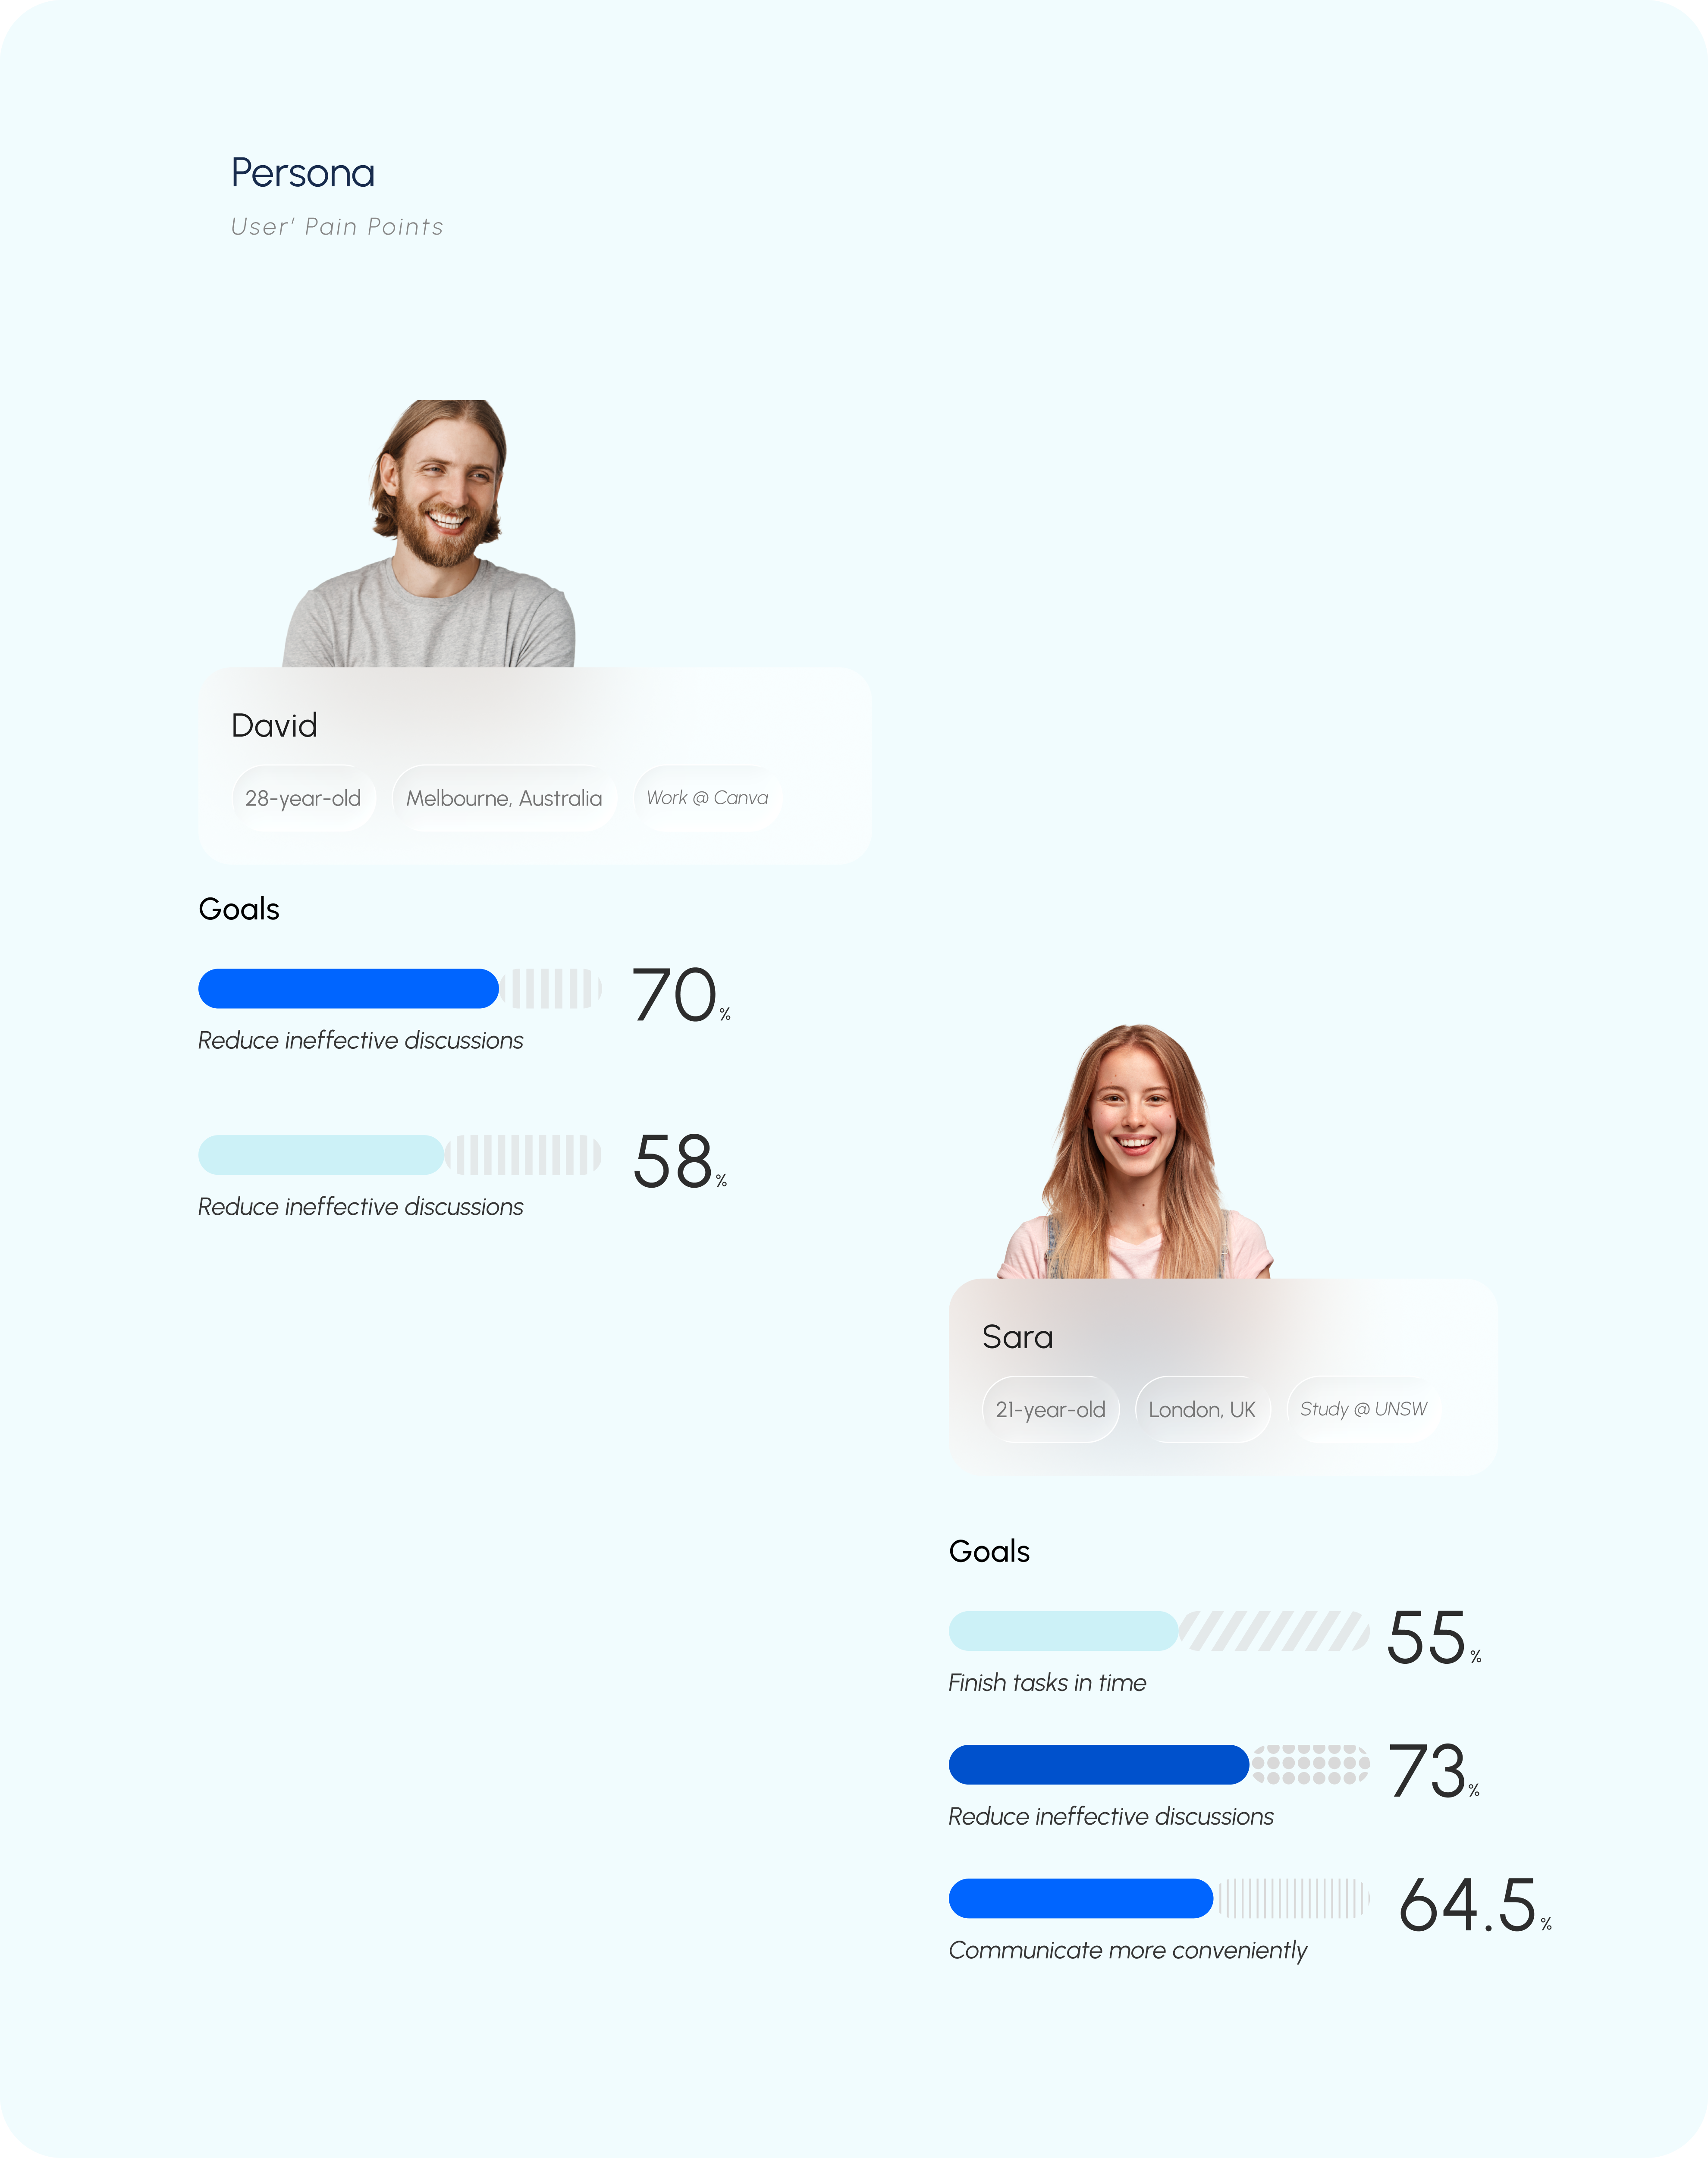 Persona
User' Pain Points
David
28-year-old Melbourne, Australia Work @ Canva
Goals
70%
Reduce ineffective discussions
58%
Reduce ineffective discussions
Sara
21-year-old London, UK Study @ UNSW
Goals
55%
Finish tasks in time
73%
Reduce ineffective discussions
64.5%
Communicate more conveniently